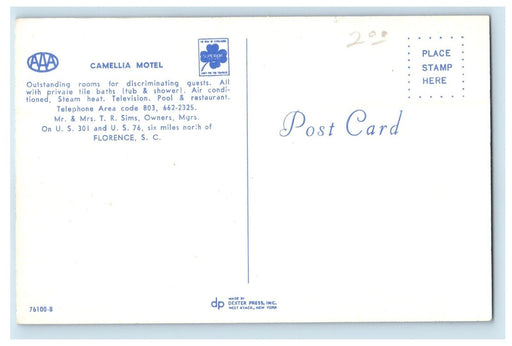 2.00
AAA
CAMELLIA MOTEL
PLACE
STAMP
HERE
Outstanding rooms for discriminating guests. All
with private tile baths (tub & shower). Air condi-
tioned, Steam heat. Television. Pool & restaurant.
Telephone Area code 803, 662-2325.
Mr. & Mrs. T. R. Sims, Owners, Mgrs.
On U. S. 301 and U. S. 76, six miles north of
FLORENCE, S. C.
Post Card
76100-B
dp
MADE BY
DEXTER PRESS, INC.
WEST NYACK, NEW YORK